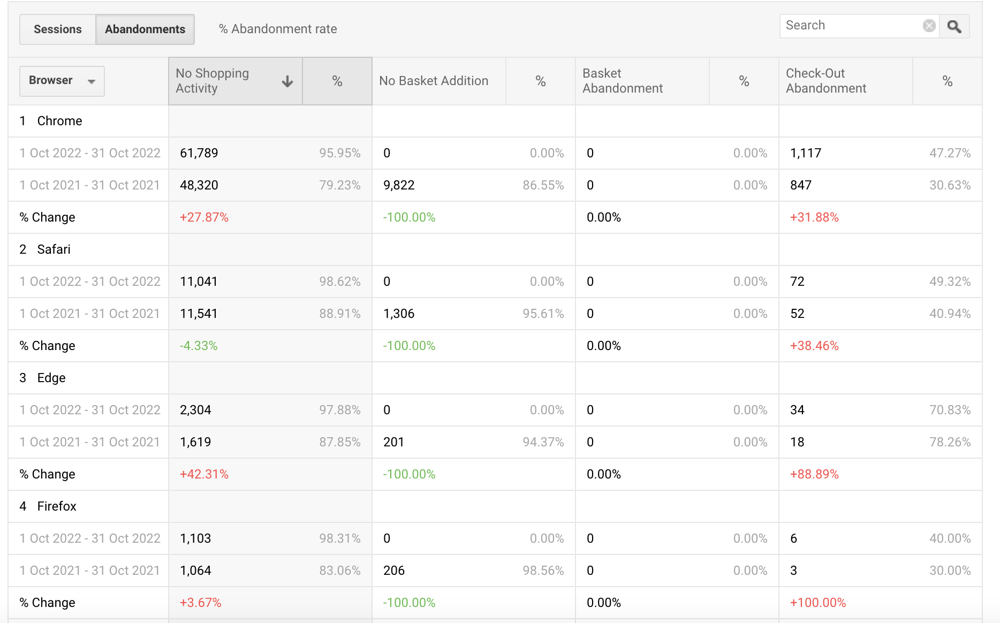 Sessions Abandonments % Abandonment rate Search
Browser No Shopping Activity % No Basket Addition % Basket Abandonment % Check-Out Abandonment %
1 Chrome
1 Oct 2022 - 31 Oct 2022 61,789 95.95% 0 0.00% 0 0.00% 1,117 47.27%
1 Oct 2021 - 31 Oct 2021 48,320 79.23% 9,822 86.55% 0 0.00% 847 30.63%
% Change +27.87% -100.00% 0.00% +31.88%
2 Safari
1 Oct 2022 - 31 Oct 2022 11,041 98.62% 0 0.00% 0 0.00% 72 49.32%
1 Oct 2021 - 31 Oct 2021 11,541 88.91% 1,306 95.61% 0 0.00% 52 40.94%
% Change -4.33% -100.00% 0.00% +38.46%
3 Edge
1 Oct 2022 - 31 Oct 2022 2,304 97.88% 0 0.00% 0 0.00% 34 70.83%
1 Oct 2021 - 31 Oct 2021 1,619 87.85% 201 94.37% 0 0.00% 18 78.26%
% Change +42.31% -100.00% 0.00% +88.89%
4 Firefox
1 Oct 2022 - 31 Oct 2022 1,103 98.31% 0 0.00% 0 0.00% 6 40.00%
1 Oct 2021 - 31 Oct 2021 1,064 83.06% 206 98.56% 0 0.00% 3 30.00%
% Change +3.67% -100.00% 0.00% +100.00%